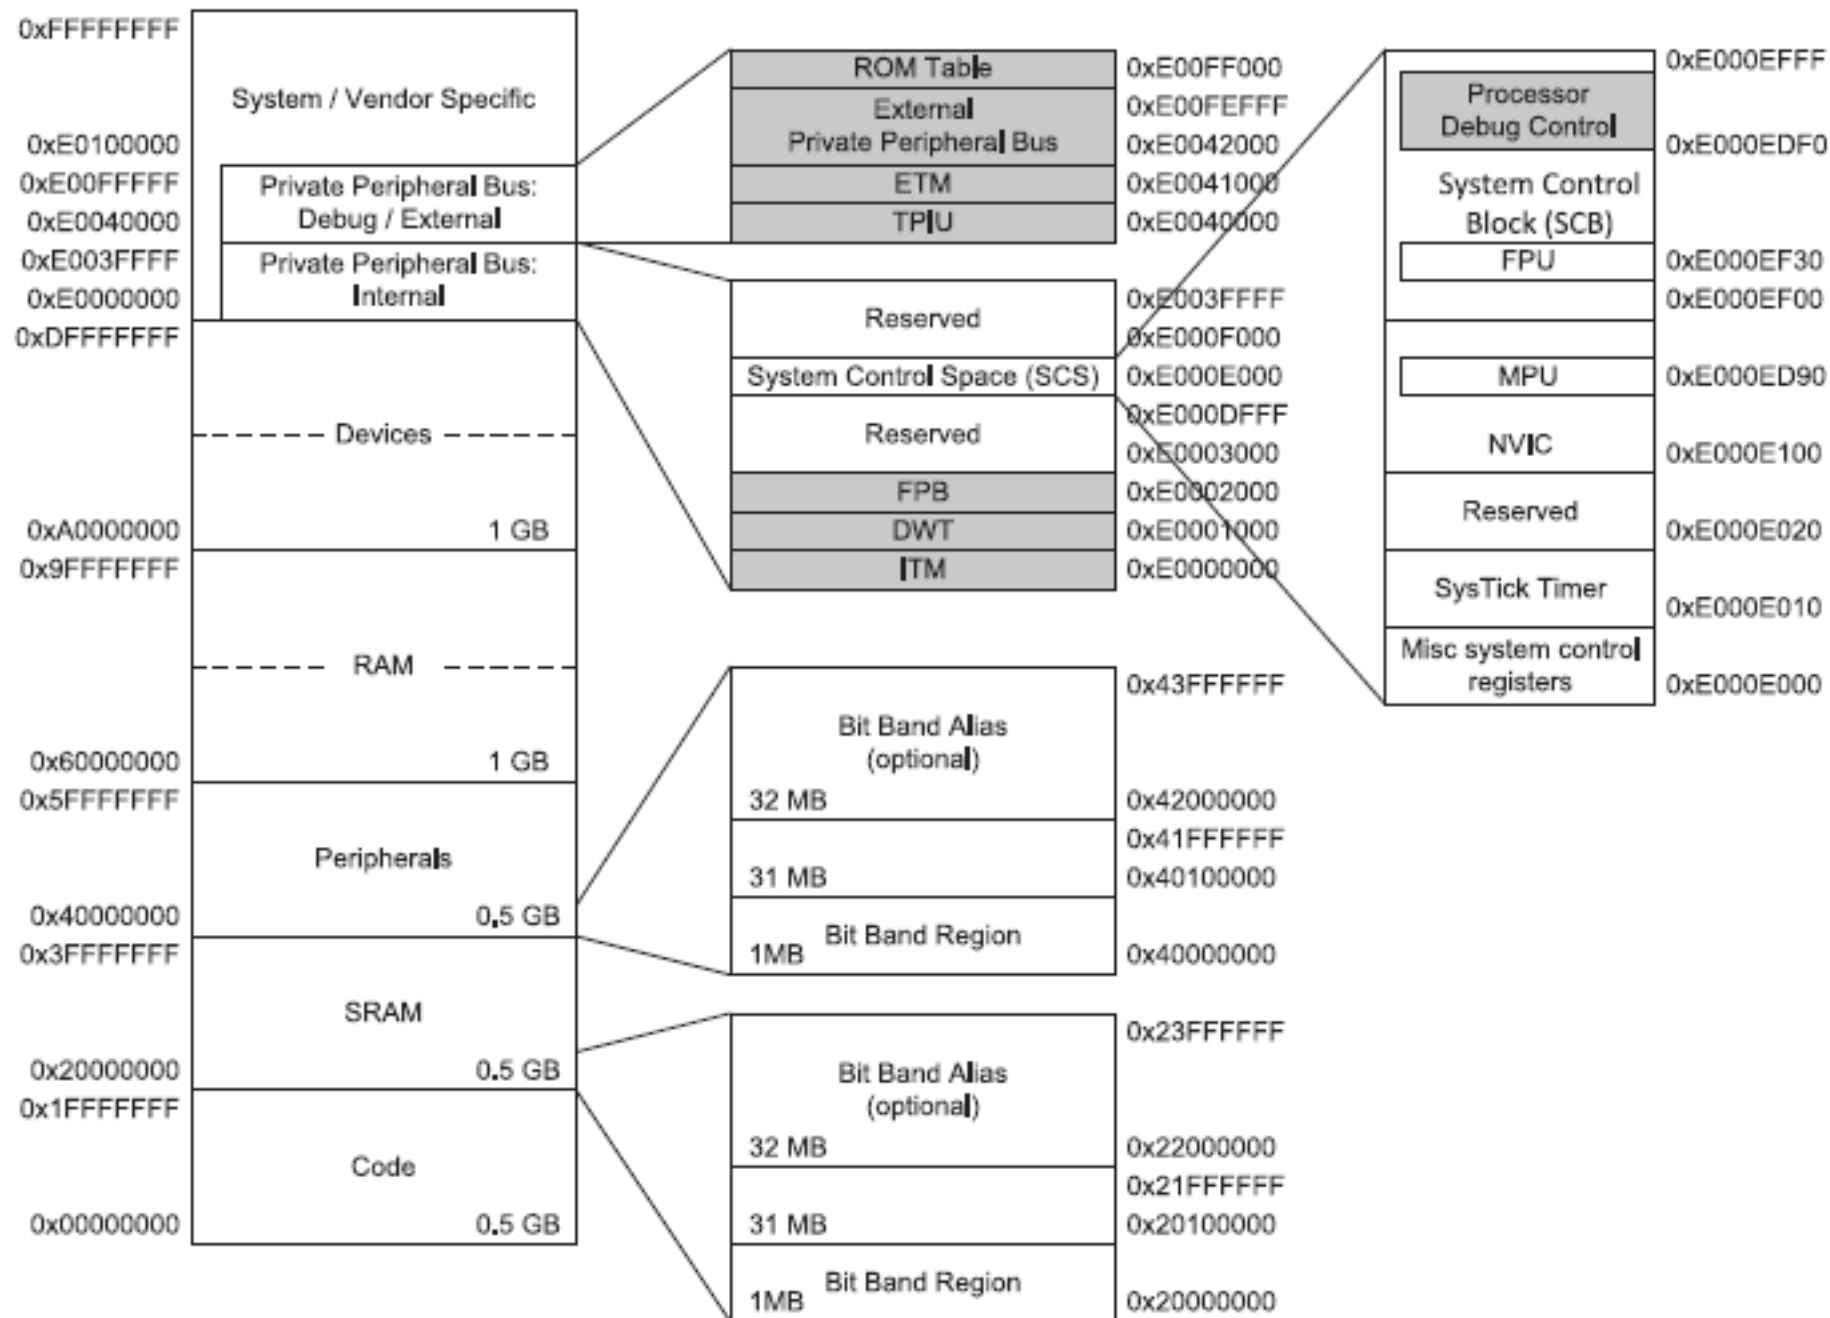 0xFFFFFFFF
System / Vendor Specific
0xE0100000
0xE00FFFFF
Private Peripheral Bus:
Debug / External
0xE0040000
0xE003FFFF
Private Peripheral Bus:
Internal
0xE0000000
0xDFFFFFFF
Devices
0xA0000000
1 GB
0x9FFFFFFF
RAM
0x60000000
1 GB
0x5FFFFFFF
Peripherals
0x40000000
0.5 GB
0x3FFFFFFF
SRAM
0x20000000
0.5 GB
0x1FFFFFFF
Code
0x00000000
0.5 GB
ROM Table
0xE00FF000
External
Private Peripheral Bus
0xE00FEFFF
0xE0042000
ETM
0xE0041000
TPIU
0xE0040000
Reserved
0xE003FFFF
0xE000F000
System Control Space (SCS)
0xE000E000
Reserved
0xE000DFFF
0xE0003000
FPB
0xE0002000
DWT
0xE0001000
ITM
0xE0000000
0x43FFFFFF
Bit Band Alias
(optional)
32 MB
0x42000000
0x41FFFFFF
31 MB
0x40100000
Bit Band Region
1MB
0x40000000
0x23FFFFFF
Bit Band Alias
(optional)
32 MB
0x22000000
0x21FFFFFF
31 MB
0x20100000
Bit Band Region
1MB
0x20000000
0xE000EFFF
Processor
Debug Control
0xE000EDF0
System Control
Block (SCB)
FPU
0xE000EF30
0xE000EF00
MPU
0xE000ED90
NVIC
0xE000E100
Reserved
0xE000E020
SysTick Timer
0xE000E010
Misc system control
registers
0xE000E000